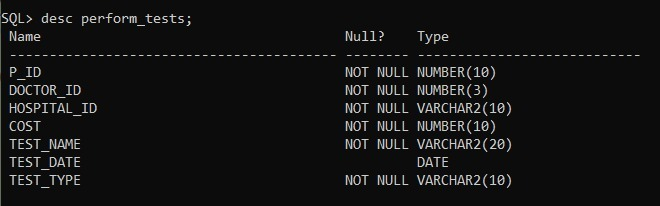 SQL> desc perform_tests;
Name Null? Type
----------------------------------------- -------- ----------------------------
P_ID NOT NULL NUMBER(10)
DOCTOR_ID NOT NULL NUMBER(3)
HOSPITAL_ID NOT NULL VARCHAR2(10)
COST NOT NULL NUMBER(10)
TEST_NAME NOT NULL VARCHAR2(20)
TEST_DATE DATE
TEST_TYPE NOT NULL VARCHAR2(10)